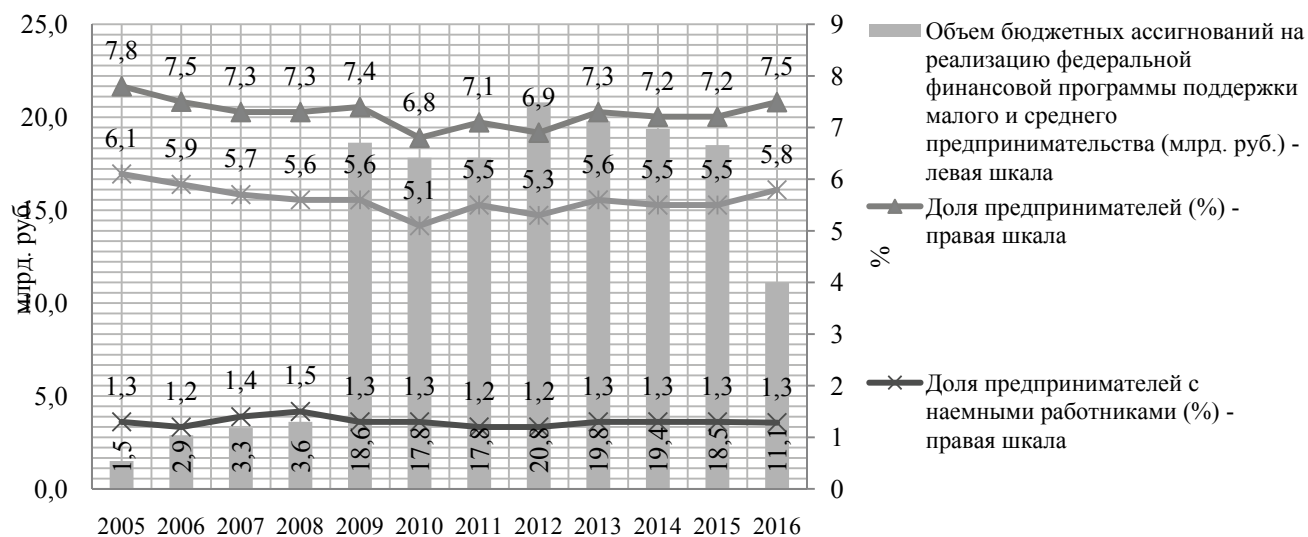 25,0
20,0
15,0
10,0
5,0
0,0
млрд. руб.
7,8 7,5 7,3 7,3 7,4 6,8 7,1 6,9 7,3 7,2 7,2 7,5
6,1 5,9 5,7 5,6 5,6 5,1 5,5 5,3 5,6 5,5 5,5 5,8
1,3 1,2 1,4 1,5 1,3 1,3 1,2 1,2 1,3 1,3 1,3 1,3
1,5 2,9 3,3 3,6 18,6 17,8 17,8 20,8 19,8 19,4 18,5 11,1
2005 2006 2007 2008 2009 2010 2011 2012 2013 2014 2015 2016
9
8
7
6
5
4
3
2
1
0
%
Объем бюджетных ассигнований на
реализацию федеральной
финансовой программы поддержки
малого и среднего
предпринимательства (млрд. руб.) -
левая шкала
Доля предпринимателей (%) -
правая шкала
Доля предпринимателей с
наемными работниками (%) -
правая шкала